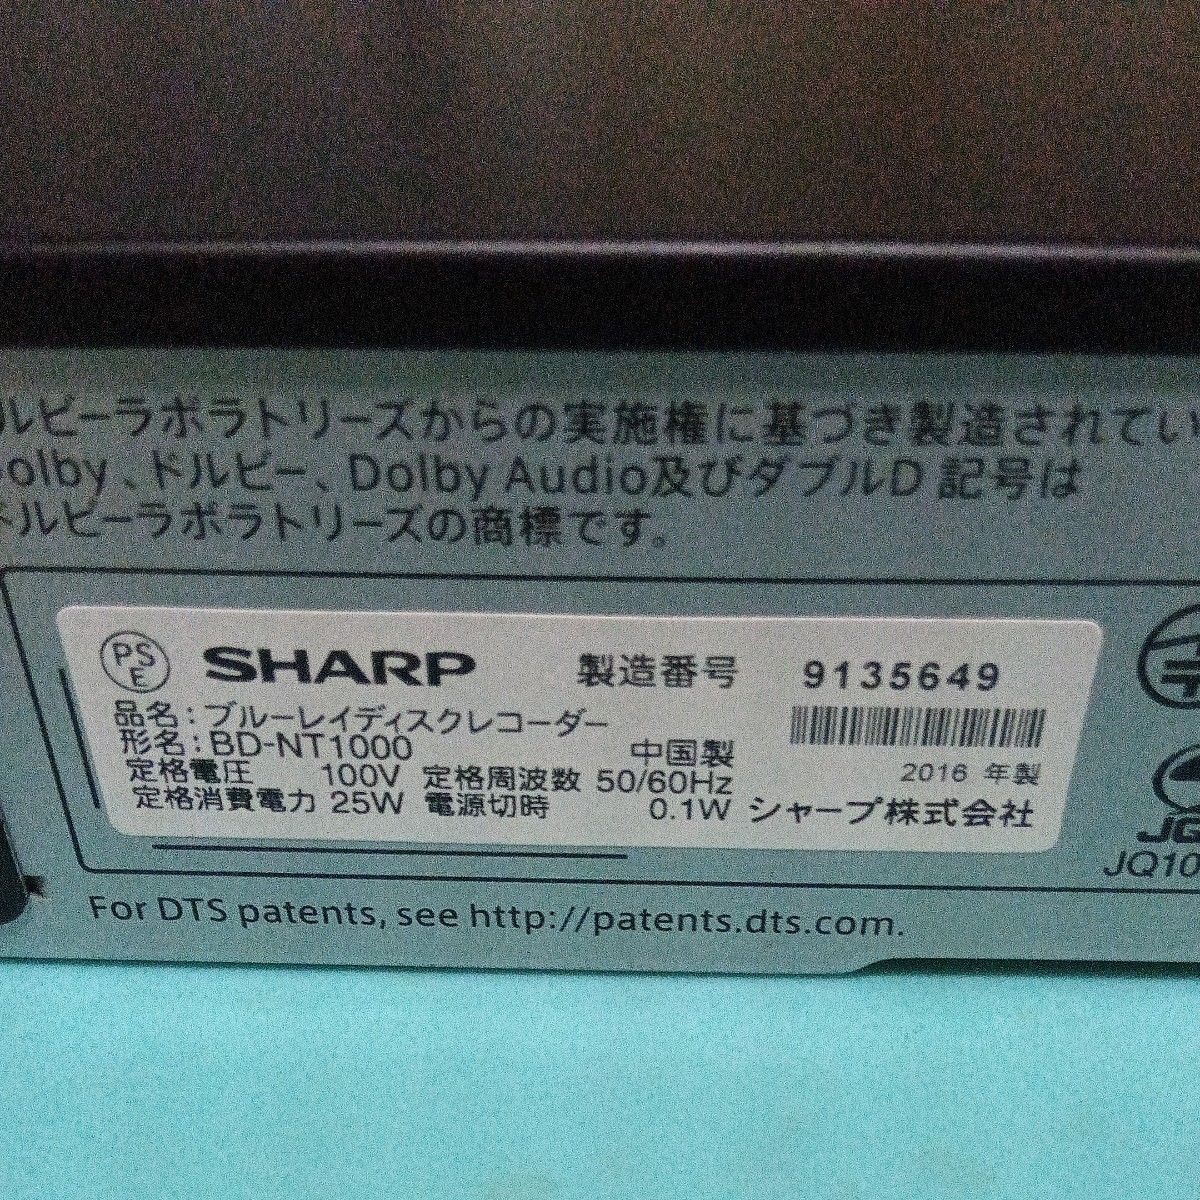 ルビーラボラトリーズからの実施権に基づき製造されてい
olby、ドルビー、Dolby Audio及びダブルD 記号は
ドルビーラボラトリーズの商標です。
PS
E
SHARP 製造番号 9135649
品名:ブルーレイディスクレコーダー
形名:BD-NT1000 中国製
定格電圧 100V 定格周波数 50/60Hz 2016 年製
定格消費電力 25W 電源切時 0.1W シャープ株式会社
JQ10
For DTS patents, see http://patents.dts.com.